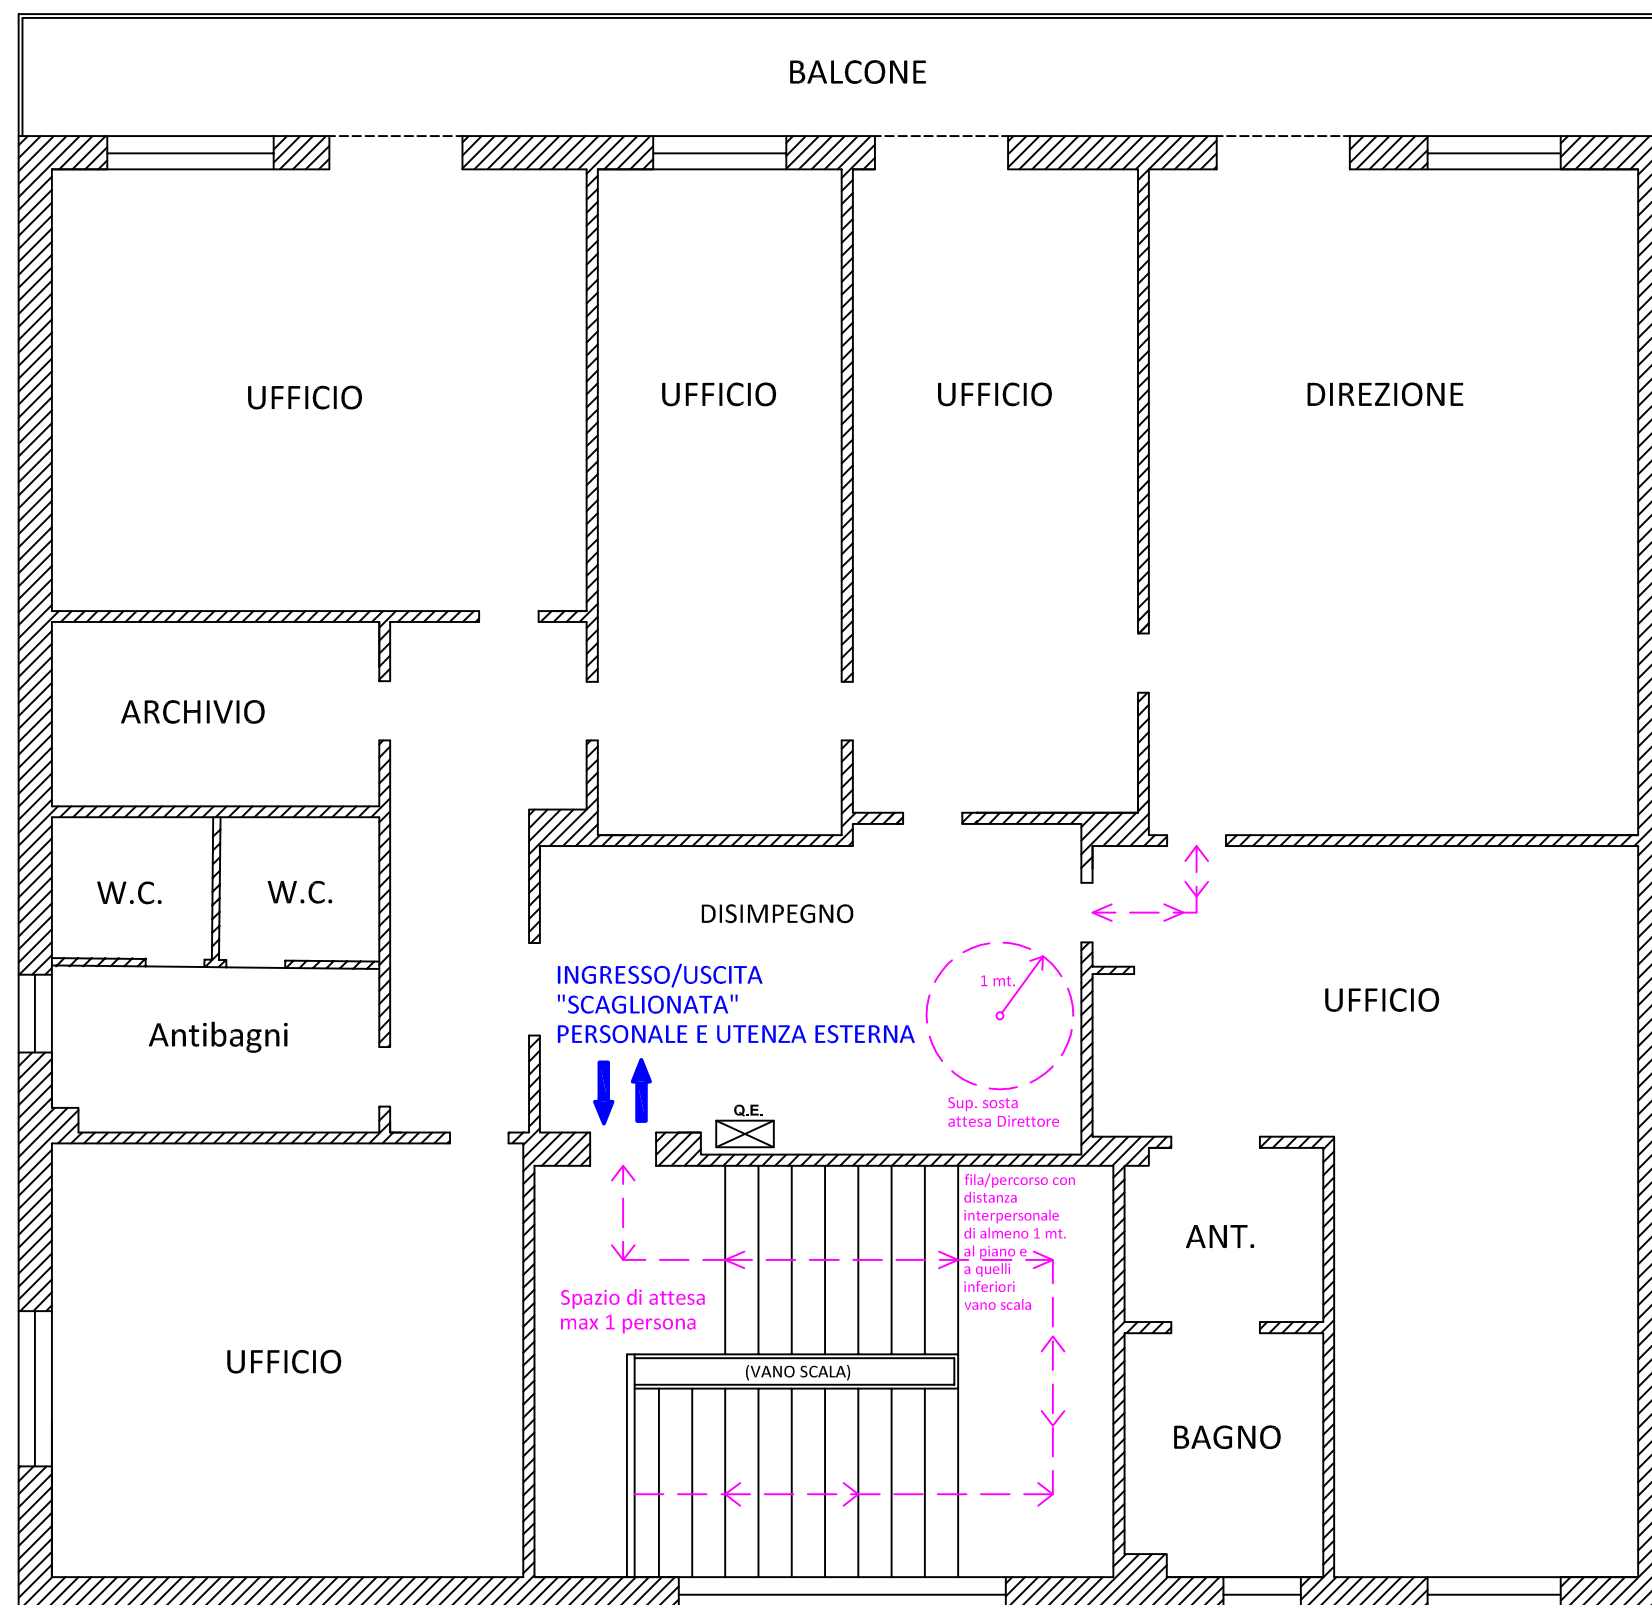 BALCONE
UFFICIO
UFFICIO
UFFICIO
DIREZIONE
ARCHIVIO
W.C.
W.C.
DISIMPEGNO
INGRESSO/USCITA
"SCAGLIONATA"
PERSONALE E UTENZA ESTERNA
1 mt.
UFFICIO
Antibagni
Sup. sosta
attesa Direttore
Q.E.
fila/percorso con
distanza
interpersonale
di almeno 1 mt.
al piano e
a quelli
inferiori
vano scala
ANT.
Spazio di attesa
max 1 persona
UFFICIO
(VANO SCALA)
BAGNO